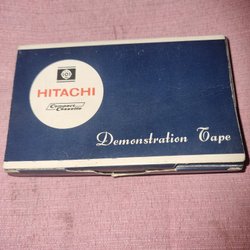 HITACHI
Compact
Cassette
Demonstration Tape